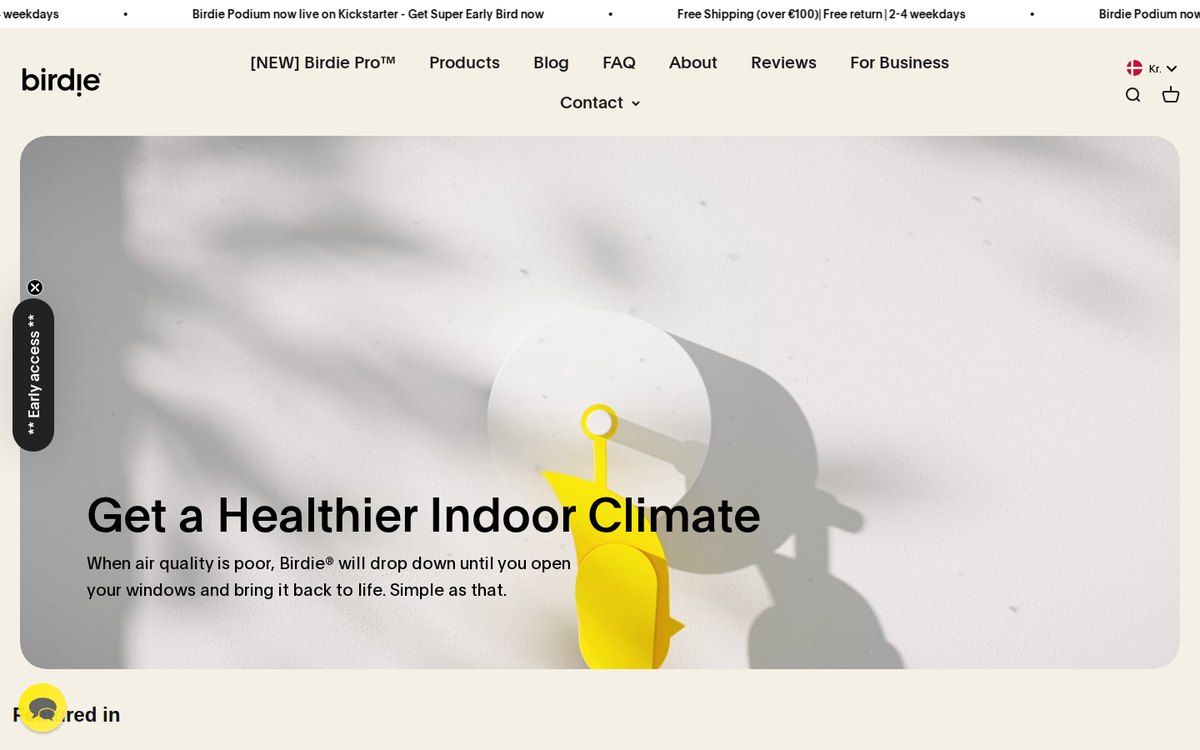 weekdays • Birdie Podium now live on Kickstarter - Get Super Early Bird now • Free Shipping (over €100)| Free return | 2-4 weekdays • Birdie Podium now
birdie
[NEW] Birdie Pro™ Products Blog FAQ About Reviews For Business
Contact
Kr.
** Early access **
Get a Healthier Indoor Climate
When air quality is poor, Birdie® will drop down until you open
your windows and bring it back to life. Simple as that.
in